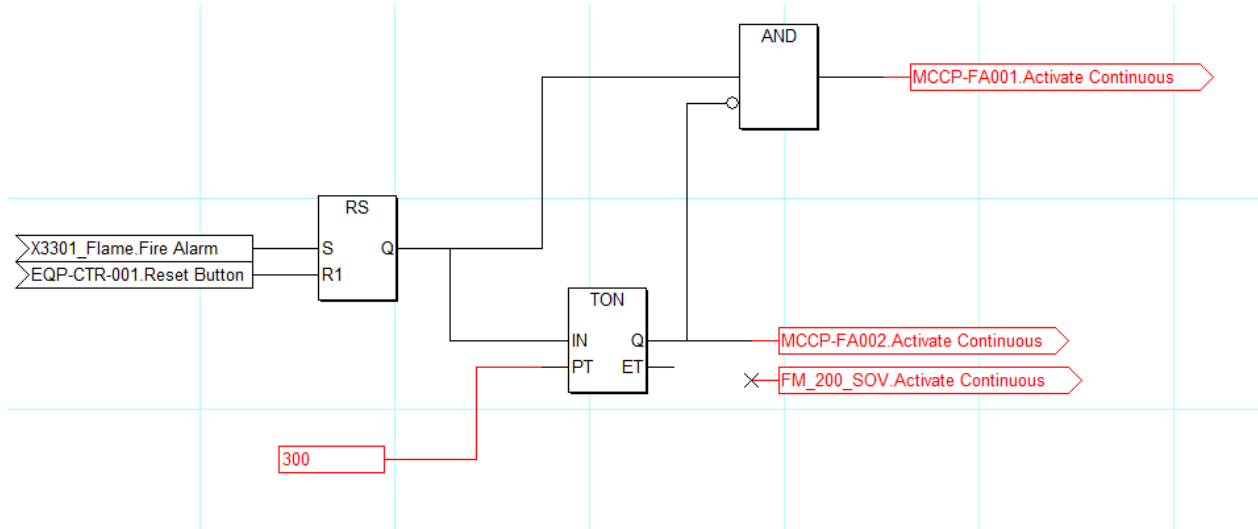 AND
MCCP-FA001.Activate Continuous
RS
X3301_Flame.Fire Alarm
S
Q
EQP-CTR-001.Reset Button
R1
TON
IN
Q
MCCP-FA002.Activate Continuous
PT
ET
FM_200_SOV.Activate Continuous
300